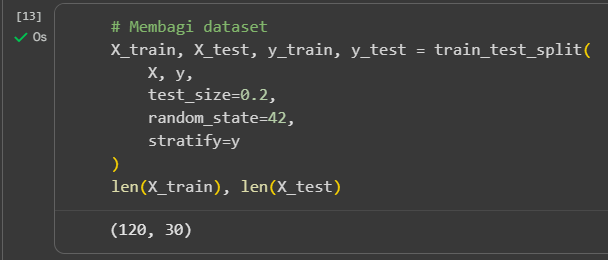 [13]
0s
# Membagi dataset
X_train, X_test, y_train, y_test = train_test_split(
    X, y,
    test_size=0.2,
    random_state=42,
    stratify=y
)
len(X_train), len(X_test)
(120, 30)